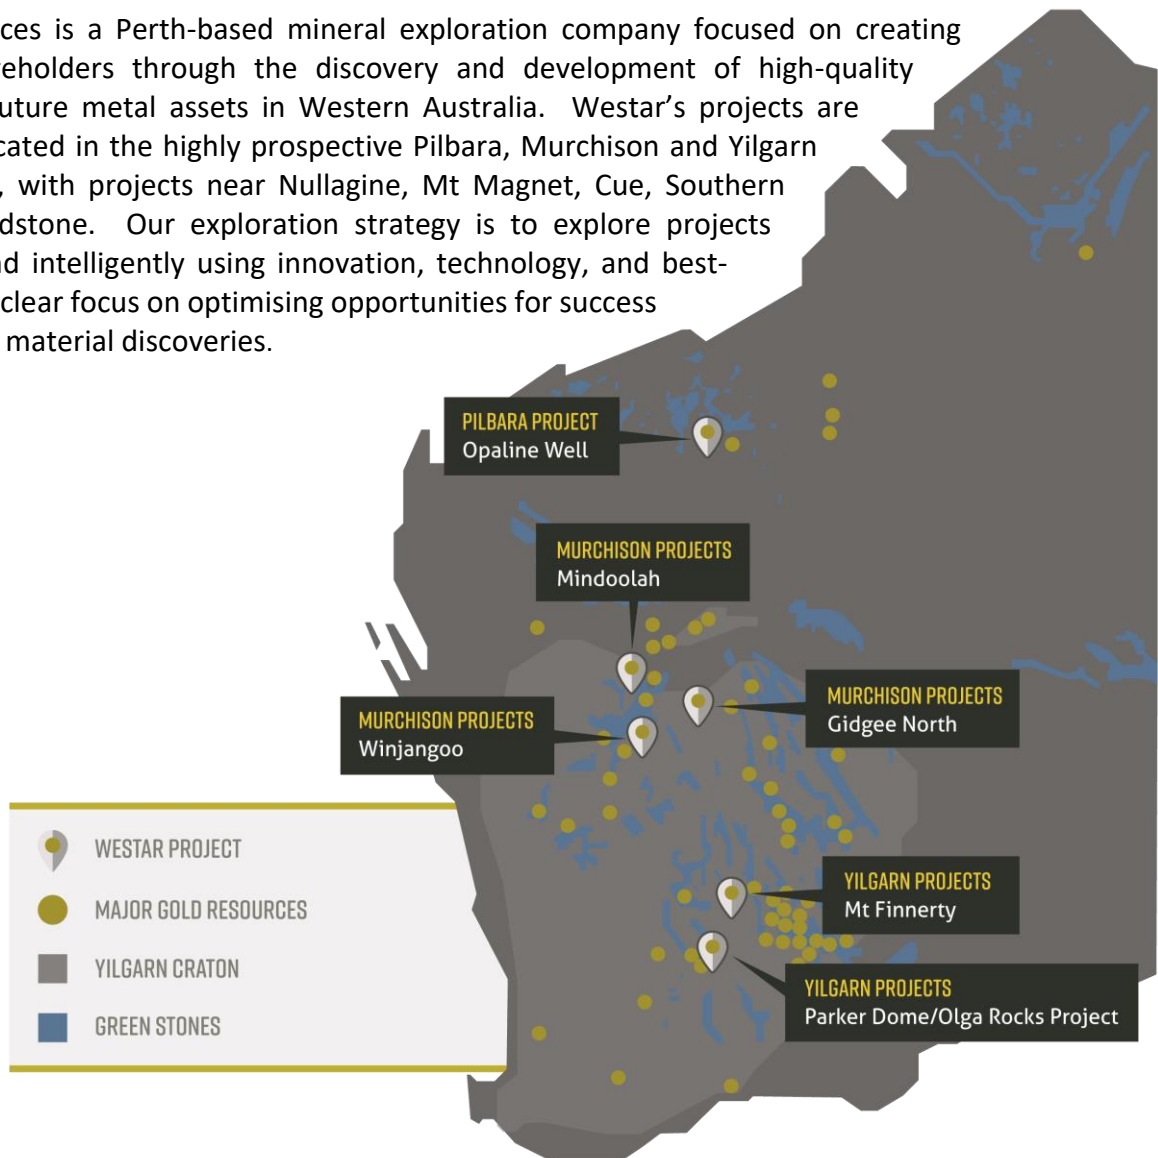 ces is a Perth-based mineral exploration company focused on creating
reholders through the discovery and development of high-quality
uture metal assets in Western Australia. Westar's projects are
cated in the highly prospective Pilbara, Murchison and Yilgarn
, with projects near Nullagine, Mt Magnet, Cue, Southern
dstone. Our exploration strategy is to explore projects
nd intelligently using innovation, technology, and best-
clear focus on optimising opportunities for success
material discoveries.
PILBARA PROJECT
Opaline Well
MURCHISON PROJECTS
Mindoolah
MURCHISON PROJECTS
Gidgee North
MURCHISON PROJECTS
Winjangoo
WESTAR PROJECT
MAJOR GOLD RESOURCES
YILGARN CRATON
GREEN STONES
YILGARN PROJECTS
Mt Finnerty
YILGARN PROJECTS
Parker Dome/Olga Rocks Project